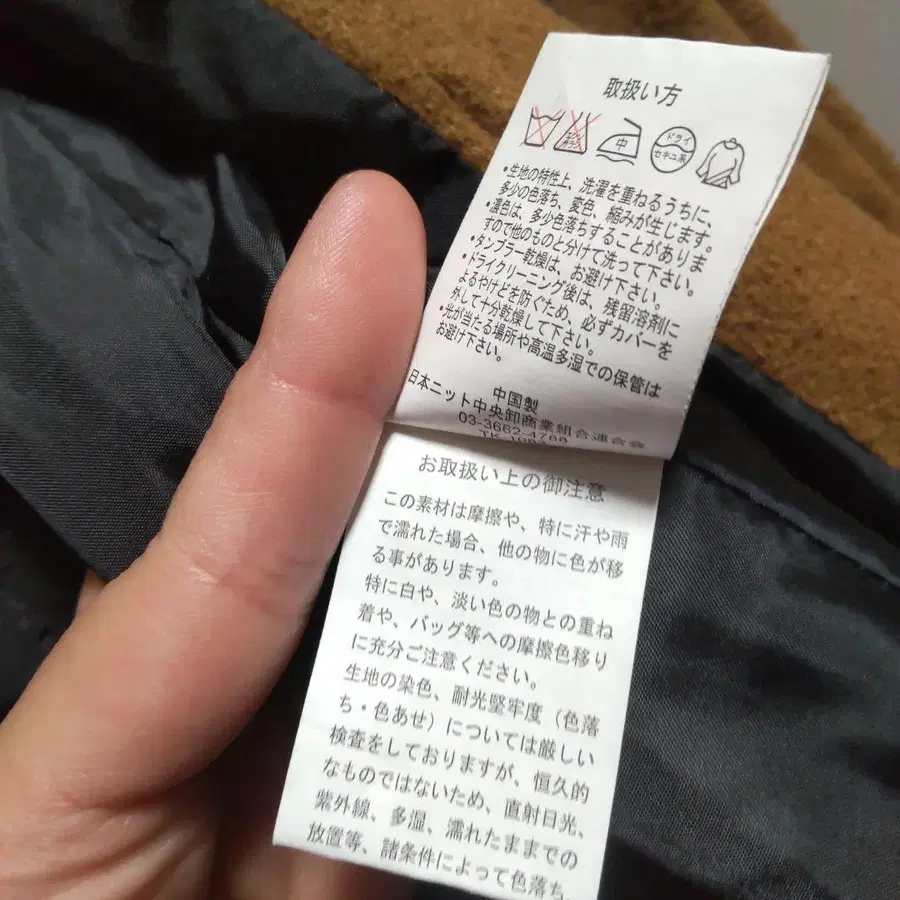 取扱い方
エンソ
サラシ
中
ドライ
セキユ系
・生地の特性上、洗濯を重ねるうちに、
多少の色落ち、変色、縮みが生じます。
・濃色は、多少色落ちすることがありま
すので他のものと分けて洗って下さい。
・タンブラー乾燥は、お避け下さい。
・ドライクリーニング後は、残留溶剤に
よるやけどを防ぐため、必ずカバーを
外して十分乾燥して下さい。
・光が当たる場所や高温多湿での保管は
お避け下さい。
中国製
日本ニット中央卸商業組合連合会
03-3662-4788
お取扱い上の御注意
この素材は摩擦や、特に汗や雨
で濡れた場合、他の物に色が移
る事があります。
特に白や、淡い色の物との重ね
着や、バッグ等への摩擦色移り
に充分ご注意ください。
生地の染色、耐光堅牢度（色落
ち・色あせ）については厳しい
検査をしておりますが、恒久的
なものではないため、直射日光、
紫外線、多湿、濡れたままでの
放置等、諸条件によって色落ち、